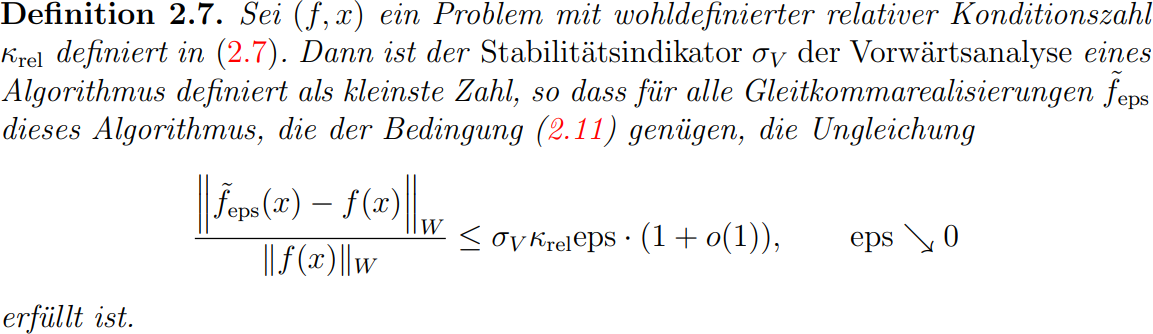 Definition 2.7. Sei (f, x) ein Problem mit wohldefinierter relativer Konditionszahl
κ_rel definiert in (2.7). Dann ist der Stabilitätsindikator σ_V der Vorwärtsanalyse eines
Algorithmus definiert als kleinste Zahl, so dass für alle Gleitkommarealisierungen f̃_eps
dieses Algorithmus, die der Bedingung (2.11) genügen, die Ungleichung
‖f̃_eps(x) − f(x)‖_W / ‖f(x)‖_W ≤ σ_V κ_rel eps · (1 + o(1)), eps ↘ 0
erfüllt ist.